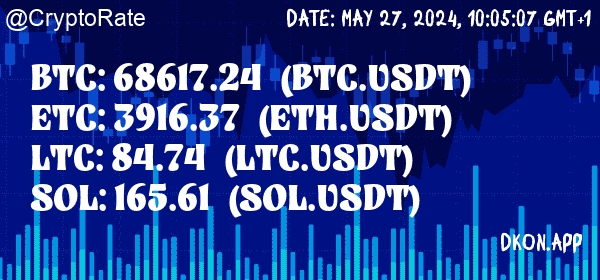 @CryptoRate
DATE: MAY 27, 2024, 10:05:07 GMT+1
BTC: 68617.24 (BTC.USDT)
ETC: 3916.37 (ETH.USDT)
LTC: 84.74 (LTC.USDT)
SOL: 165.61 (SOL.USDT)
DKON.APP